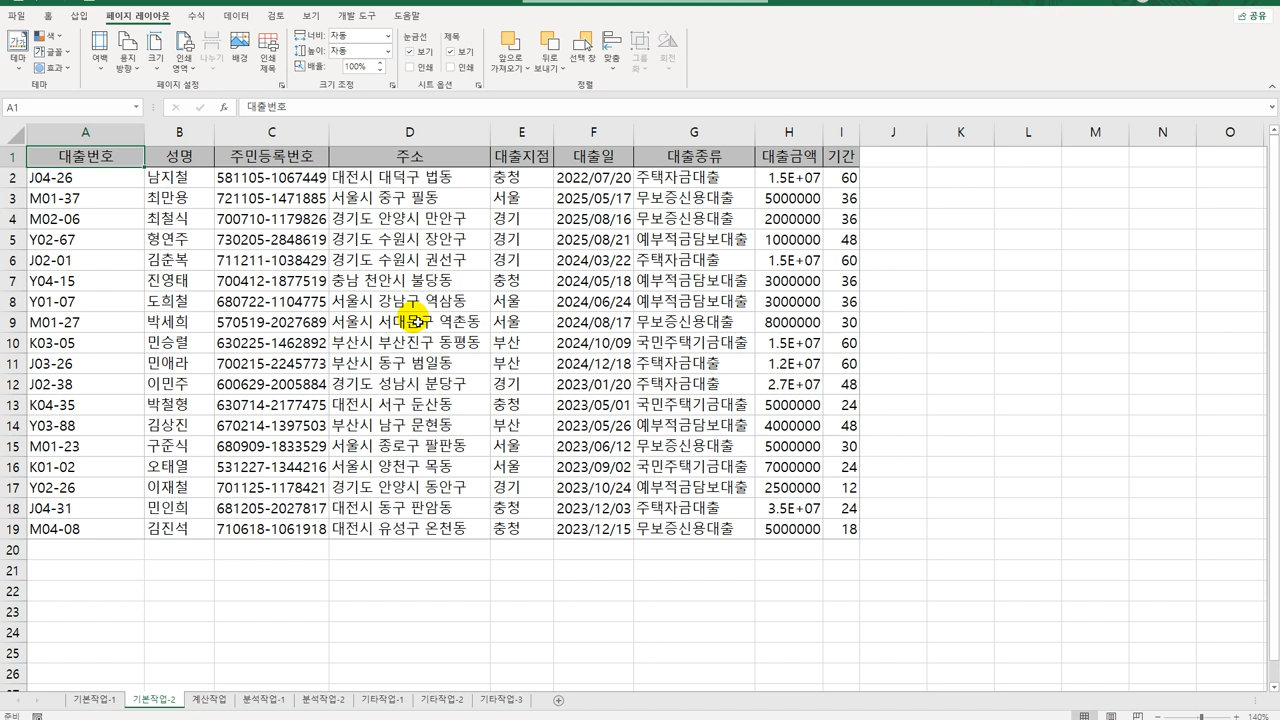 파일 홈 삽입 페이지 레이아웃 수식 데이터 검토 보기 개발 도구 도움말 공유
테마 색 글꼴 효과
여백 용지 방향 크기 인쇄 영역 나누기 배경 인쇄 제목
너비: 자동
높이: 자동
배율: 100%
눈금선 보기 인쇄
제목 보기 인쇄
앞으로 가져오기 뒤로 보내기 선택 창 맞춤 그룹화 회전
테마 페이지 설정 크기 조정 시트 옵션 정렬
A1 fx 대출번호
A B C D E F G H I J K L M N O
1 대출번호 성명 주민등록번호 주소 대출지점 대출일 대출종류 대출금액 기간
2 J04-26 남지철 581105-1067449 대전시 대덕구 법동 충청 2022/07/20 주택자금대출 1.5E+07 60
3 M01-37 최만용 721105-1471885 서울시 중구 필동 서울 2025/05/17 무보증신용대출 5000000 36
4 M02-06 최철식 700710-1179826 경기도 안양시 만안구 경기 2025/08/16 무보증신용대출 2000000 36
5 Y02-67 형연주 730205-2848619 경기도 수원시 장안구 경기 2025/08/21 예부적금담보대출 1000000 48
6 J02-01 김춘복 711211-1038429 경기도 수원시 권선구 경기 2024/03/22 주택자금대출 1.5E+07 60
7 Y04-15 진영태 700412-1877519 충남 천안시 불당동 충청 2024/05/18 예부적금담보대출 3000000 36
8 Y01-07 도희철 680722-1104775 서울시 강남구 역삼동 서울 2024/06/24 예부적금담보대출 3000000 36
9 M01-27 박세희 570519-2027689 서울시 서대문구 역촌동 서울 2024/08/17 무보증신용대출 8000000 30
10 K03-05 민승렬 630225-1462892 부산시 부산진구 동평동 부산 2024/10/09 국민주택기금대출 1.5E+07 60
11 J03-26 민애라 700215-2245773 부산시 동구 범일동 부산 2024/12/18 주택자금대출 1.2E+07 60
12 J02-38 이민주 600629-2005884 경기도 성남시 분당구 경기 2023/01/20 주택자금대출 2.7E+07 48
13 K04-35 박철형 630714-2177475 대전시 서구 둔산동 충청 2023/05/01 국민주택기금대출 5000000 24
14 Y03-88 김상진 670214-1397503 부산시 남구 문현동 부산 2023/05/26 예부적금담보대출 4000000 48
15 M01-23 구준식 680909-1833529 서울시 종로구 팔판동 서울 2023/06/12 무보증신용대출 5000000 30
16 K01-02 오태열 531227-1344216 서울시 양천구 목동 서울 2023/09/02 국민주택기금대출 7000000 24
17 Y02-26 이재철 701125-1178421 경기도 안양시 동안구 경기 2023/10/24 예부적금담보대출 2500000 12
18 J04-31 민인희 681205-2027817 대전시 동구 판암동 충청 2023/12/03 주택자금대출 3.5E+07 24
19 M04-08 김진석 710618-1061918 대전시 유성구 온천동 충청 2023/12/15 무보증신용대출 5000000 18
20
21
22
23
24
25
26
기본작업-1 기본작업-2 계산작업 분석작업-1 분석작업-2 기타작업-1 기타작업-2 기타작업-3
준비 140%